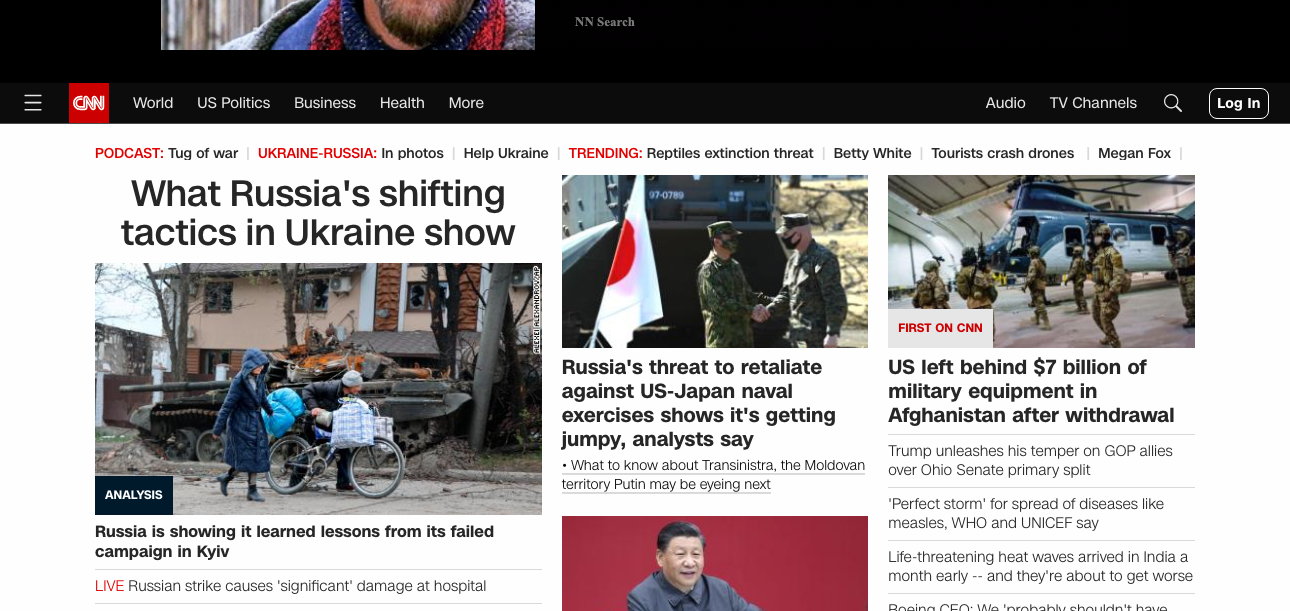 NN Search
CNN World US Politics Business Health More Audio TV Channels Log In
PODCAST: Tug of war | UKRAINE-RUSSIA: In photos | Help Ukraine | TRENDING: Reptiles extinction threat | Betty White | Tourists crash drones | Megan Fox |
What Russia's shifting
tactics in Ukraine show
ALEXEI ALEXANDROV/AP
ANALYSIS
Russia is showing it learned lessons from its failed
campaign in Kyiv
LIVE Russian strike causes 'significant' damage at hospital
97-0789
Russia's threat to retaliate
against US-Japan naval
exercises shows it's getting
jumpy, analysts say
• What to know about Transinistra, the Moldovan
territory Putin may be eyeing next
FIRST ON CNN
US left behind $7 billion of
military equipment in
Afghanistan after withdrawal
Trump unleashes his temper on GOP allies
over Ohio Senate primary split
'Perfect storm' for spread of diseases like
measles, WHO and UNICEF say
Life-threatening heat waves arrived in India a
month early -- and they're about to get worse
Boeing CEO: We 'probably shouldn't have